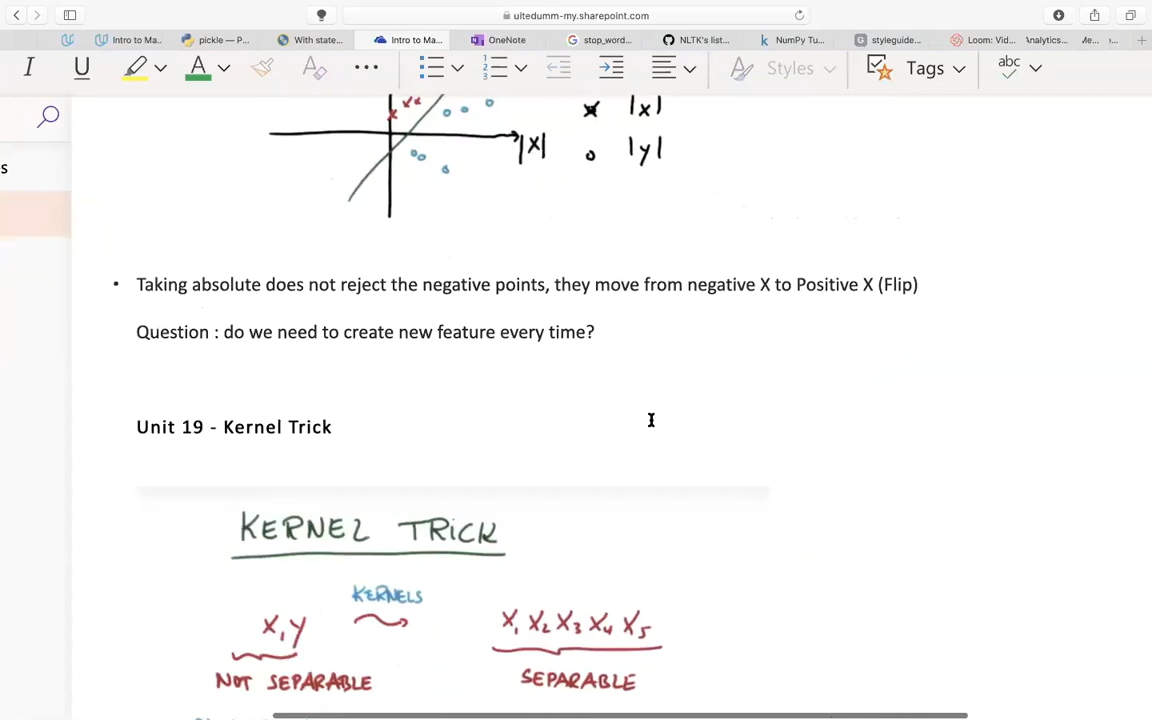 uitedumm-my.sharepoint.com
Intro to Ma..
pickle — P...
With state...
Intro to Ma...
OneNote
stop_word...
NLTK's list...
NumPy Tu...
styleguide...
Loom: Vid...
Analytics...
I U A ... Styles Tags abc
|x| x |x|
o |y|
s
• Taking absolute does not reject the negative points, they move from negative X to Positive X (Flip)
Question : do we need to create new feature every time?
Unit 19 - Kernel Trick
KERNEL TRICK
KERNELS
X, Y X₁ X₂ X₃ X₄ X₅
NOT SEPARABLE SEPARABLE